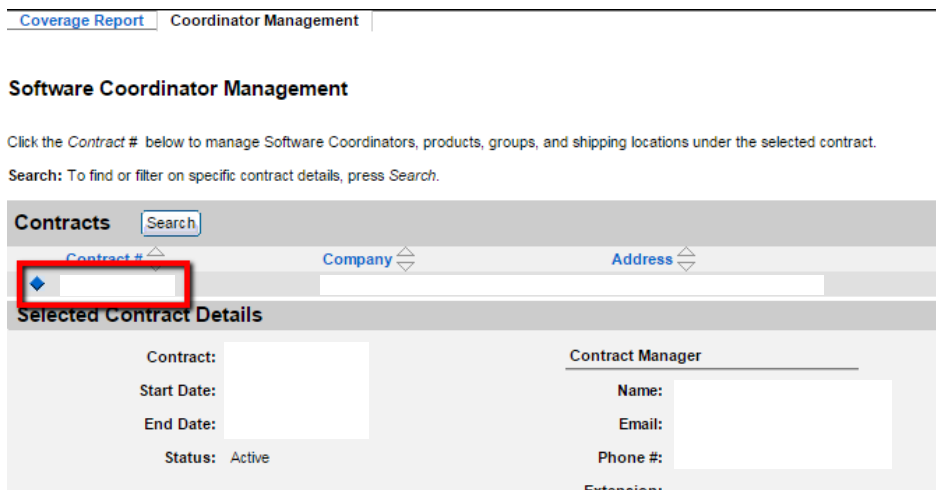 Coverage Report Coordinator Management
Software Coordinator Management
Click the Contract # below to manage Software Coordinators, products, groups, and shipping locations under the selected contract.
Search: To find or filter on specific contract details, press Search.
Contracts Search
Contract # Company Address
Selected Contract Details
Contract: Contract Manager
Start Date: Name:
End Date: Email:
Status: Active Phone #:
Extension: